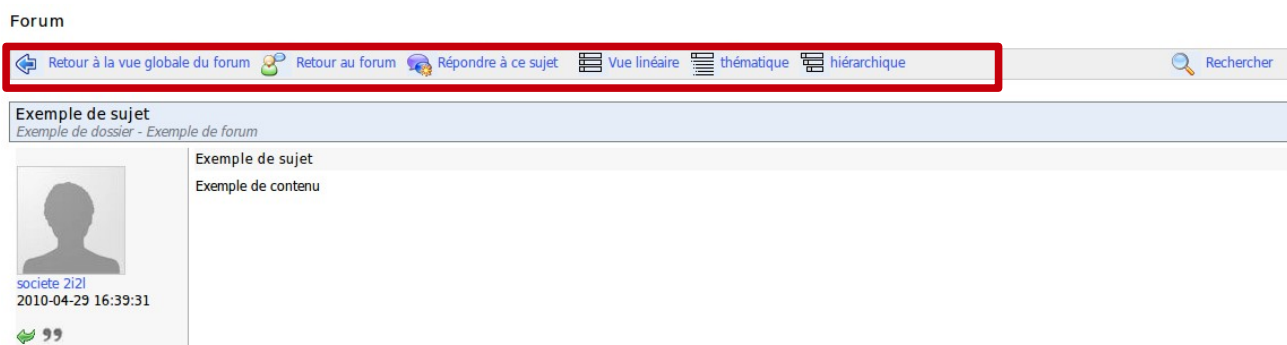 Forum
Retour à la vue globale du forum Retour au forum Répondre à ce sujet Vue linéaire thématique hiérarchique Rechercher
Exemple de sujet
Exemple de dossier - Exemple de forum
Exemple de sujet
Exemple de contenu
societe 2i2l
2010-04-29 16:39:31